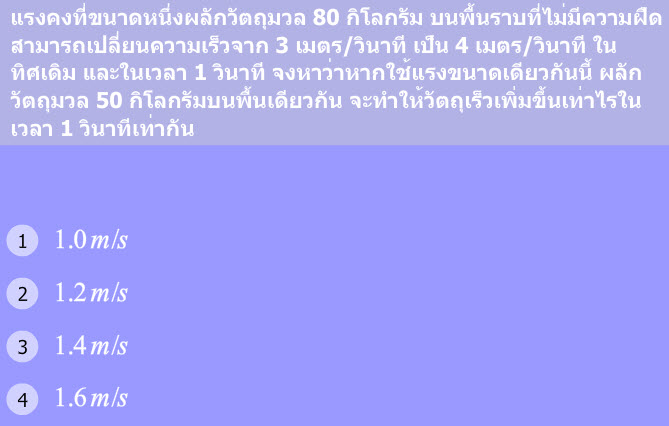 แรงคงที่ขนาดหนึ่งผลักวัตถุมวล 80 กิโลกรัม บนพื้นราบที่ไม่มีความฝืด
สามารถเปลี่ยนความเร็วจาก 3 เมตร/วินาที เป็น 4 เมตร/วินาที ใน
ทิศเดิม และในเวลา 1 วินาที จงหาว่าหากใช้แรงขนาดเดียวกันนี้ ผลัก
วัตถุมวล 50 กิโลกรัมบนพื้นเดียวกัน จะทำให้วัตถุเร็วเพิ่มขึ้นเท่าไรใน
เวลา 1 วินาทีเท่ากัน
1 1.0 m/s
2 1.2 m/s
3 1.4 m/s
4 1.6 m/s